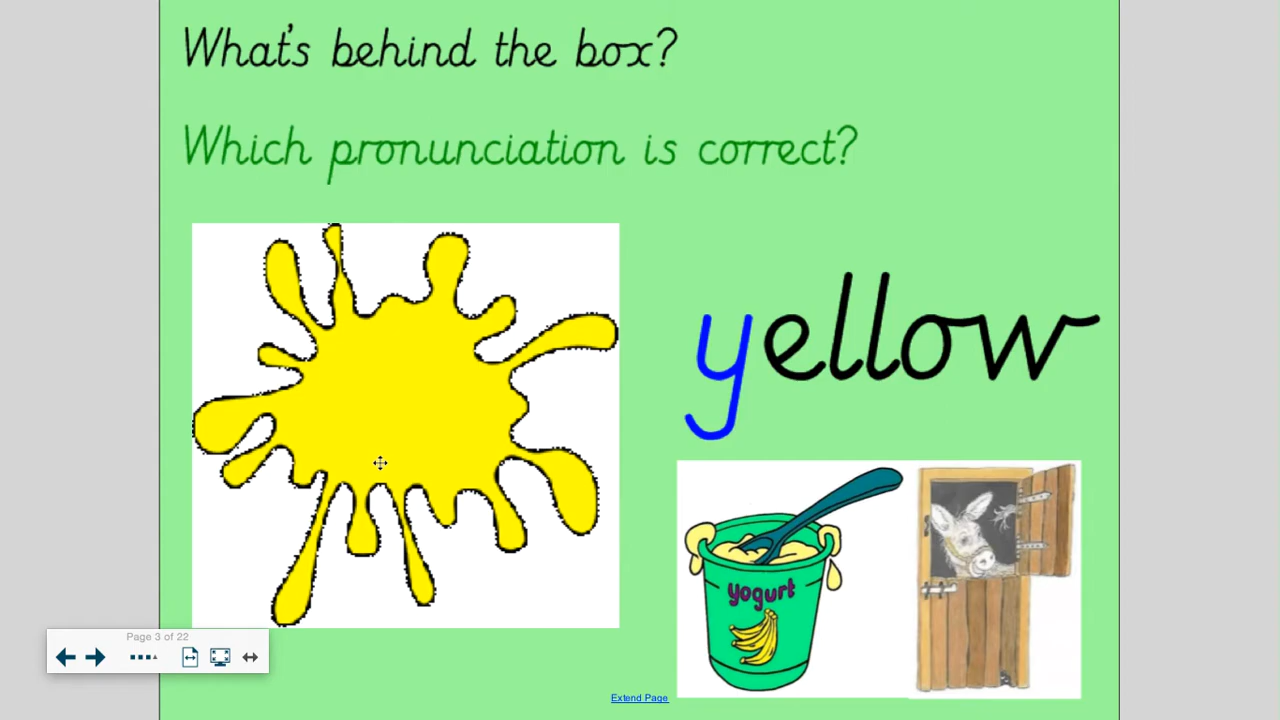 What's behind the box?
Which pronunciation is correct?
yellow
yogurt
Page 3 of 22
Extend Page